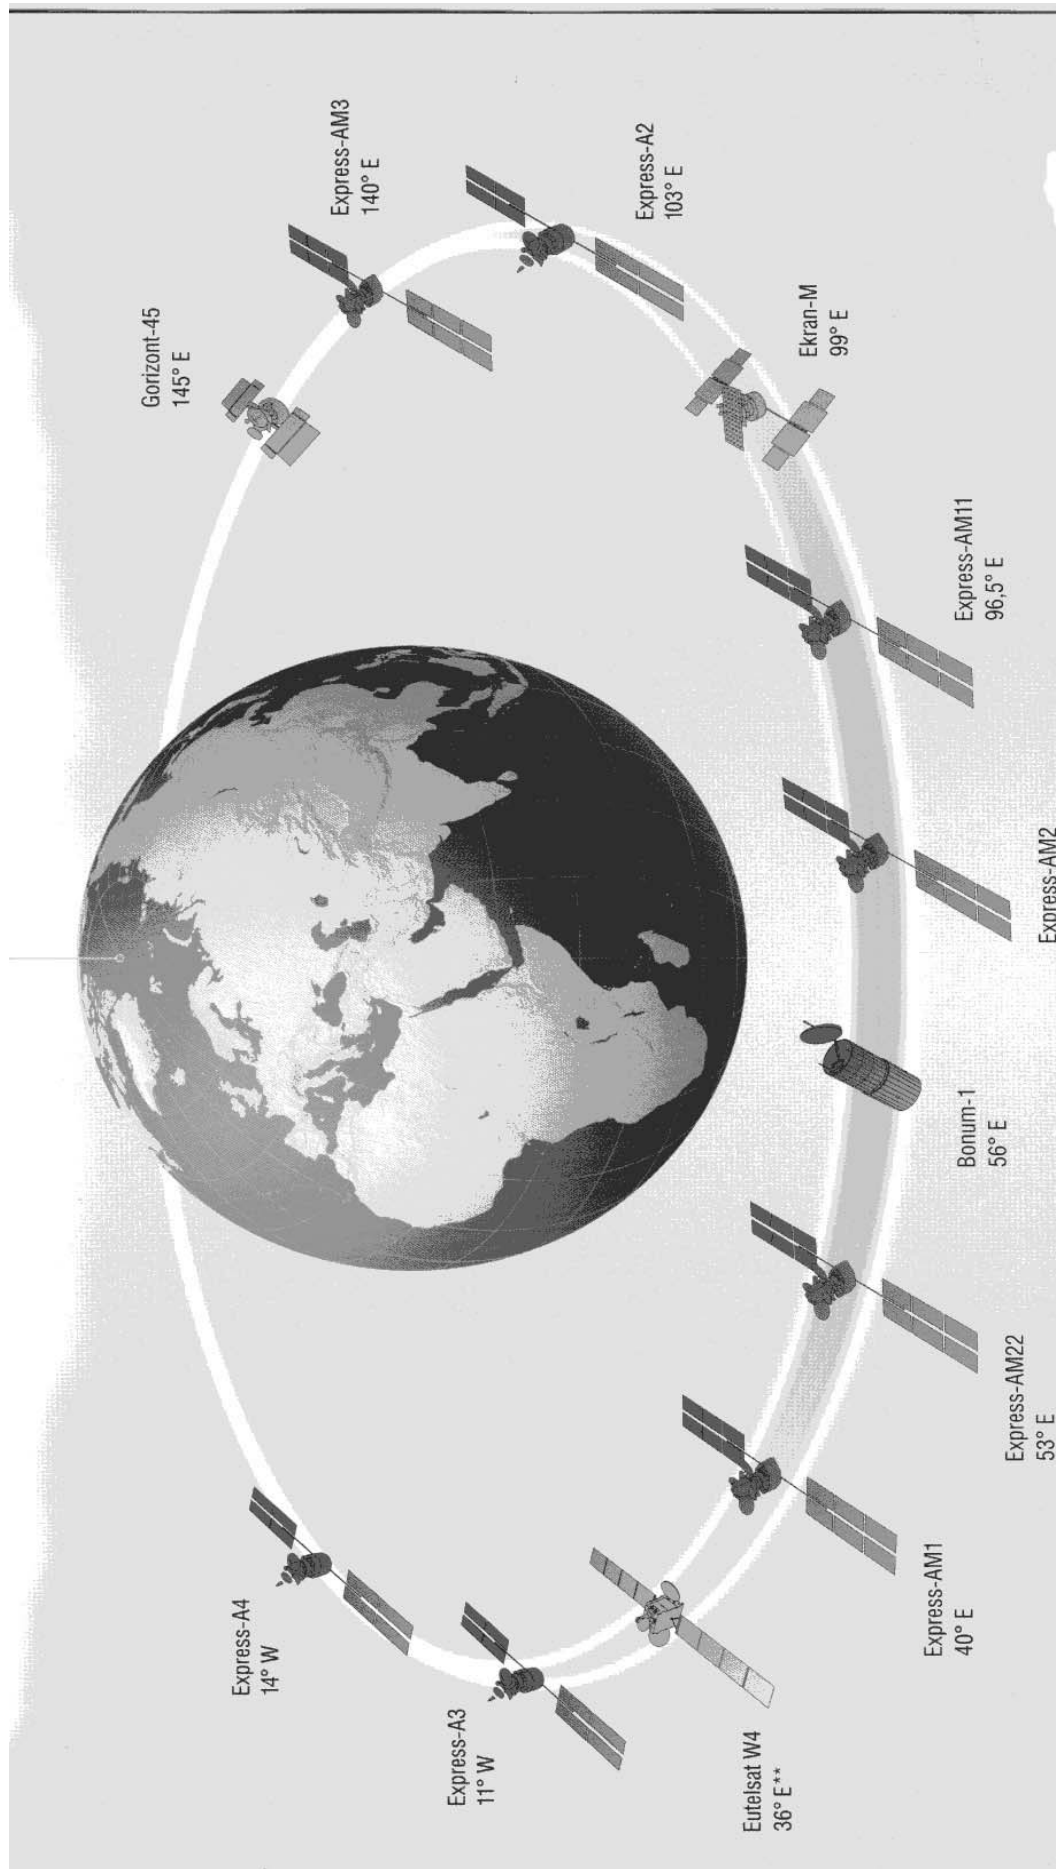 Gorizont-45
145° E
Express-A4
14° W
Express-AM3
140° E
Express-A3
11° W
Express-A2
103° E
Eutelsat W4
36° E**
Ekran-M
99° E
Express-AM1
40° E
Express-AM11
96,5° E
Bonum-1
56° E
Express-AM22
53° E
Express-AM2